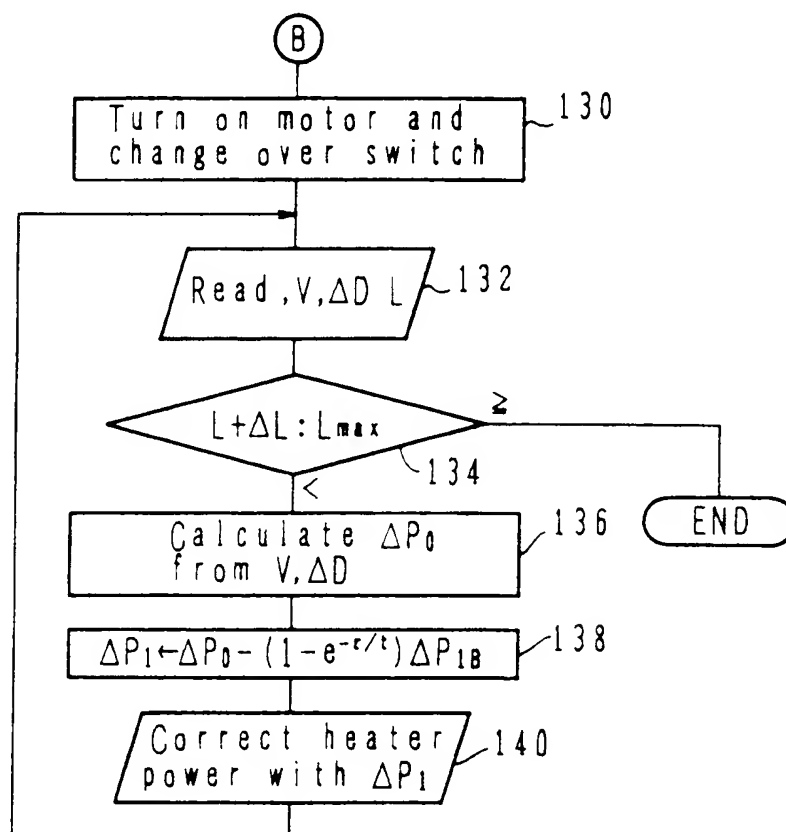 B
Turn on motor and
change over switch
130
Read ,V,ΔD L
132
L+ΔL:Lmax
≧
134
<
END
Calculate ΔP₀
from V,ΔD
136
ΔP₁←ΔP₀-(1-e^-τ/t)ΔP₁B
138
Correct heater
power with ΔP₁
140